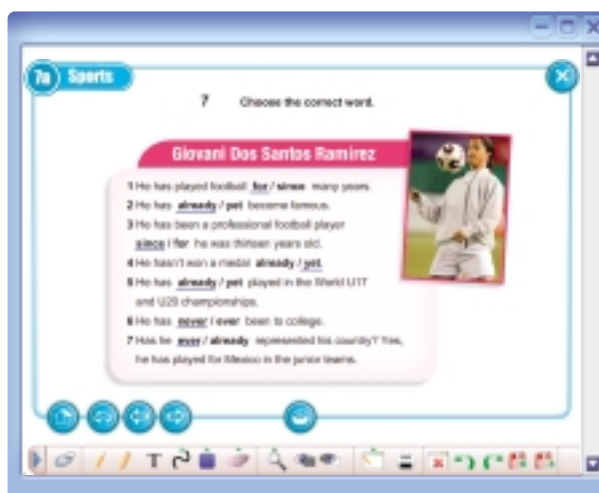 7a Sports
7 Choose the correct word.
Giovani Dos Santos Ramirez
1 He has played football for / since many years.
2 He has already / yet become famous.
3 He has been a professional football player
since / for he was thirteen years old.
4 He hasn't won a medal already / yet.
5 He has already / yet played in the World U17
and U20 championships.
6 He has never / ever been to college.
7 Has he ever / already represented his country? Yes,
he has played for Mexico in the junior teams.
T